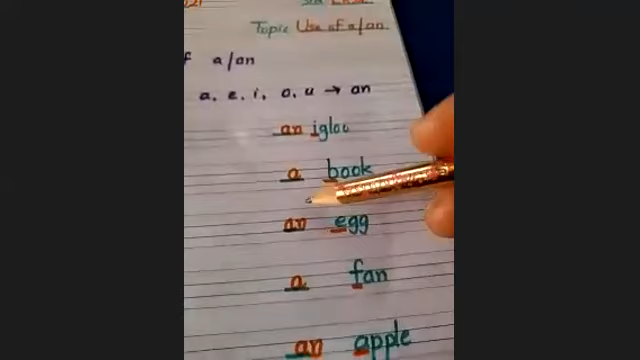 Topic Use of a/an
a/an
a, e, i, o, u → an
an igloo
a book
an egg
a fan
an apple